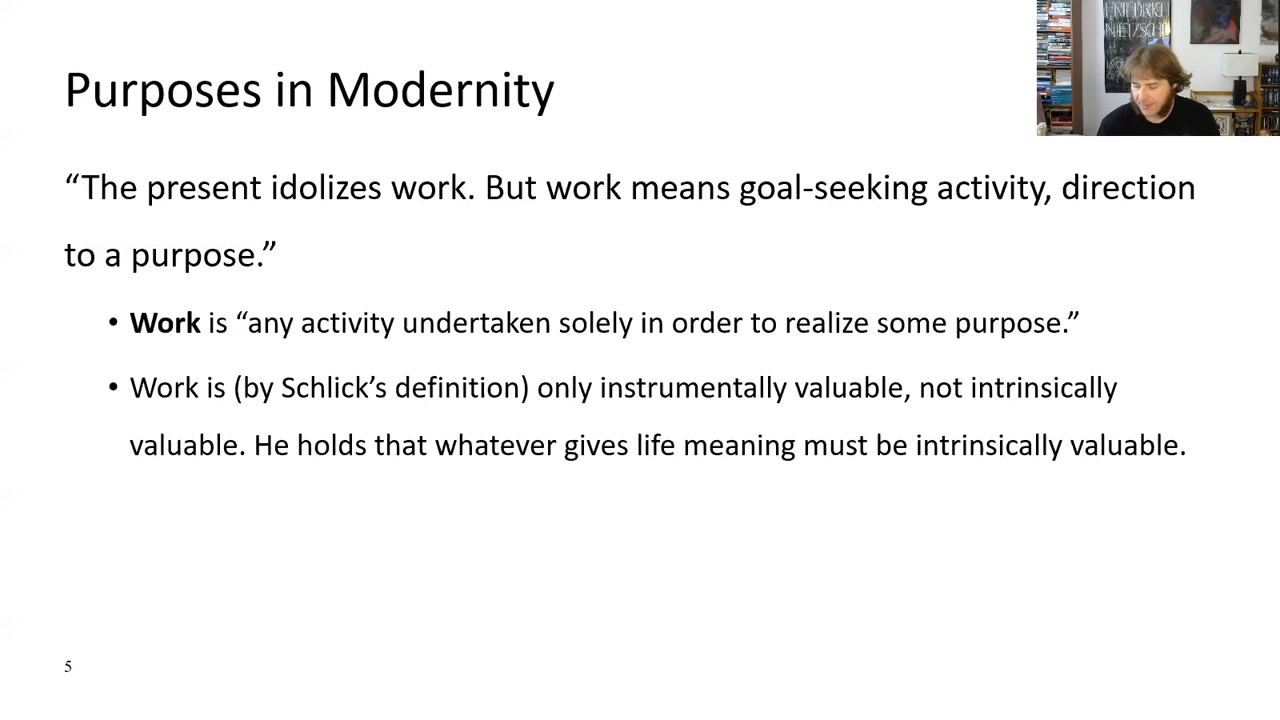 FRIEDRICH
NIETZSCHE
Purposes in Modernity
“The present idolizes work. But work means goal-seeking activity, direction
to a purpose.”
• Work is “any activity undertaken solely in order to realize some purpose.”
• Work is (by Schlick’s definition) only instrumentally valuable, not intrinsically
valuable. He holds that whatever gives life meaning must be intrinsically valuable.
5